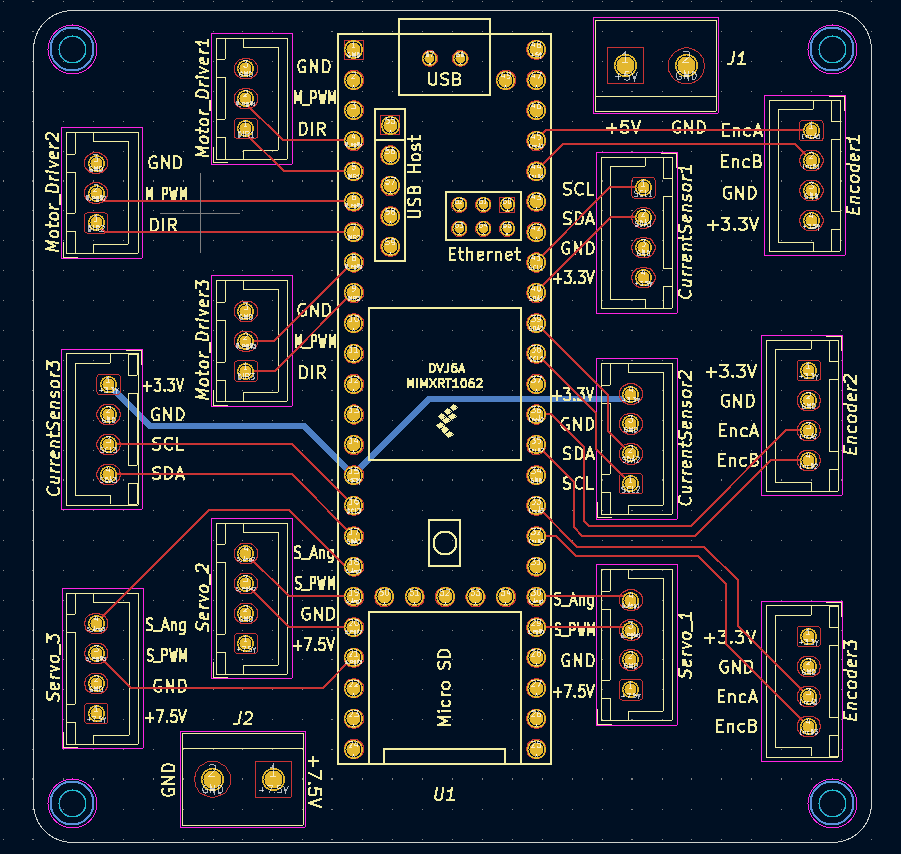 Motor_Driver1
GND
M_PWM
DIR
USB
J1
+5V
GND
+5V
GND
Motor_Driver2
GND
M_PWM
DIR
USB Host
Ethernet
SCL
SDA
GND
+3.3V
CurrentSensor1
EncA
EncB
GND
+3.3V
Encoder1
Motor_Driver3
GND
M_PWM
DIR
DVJ6A
MIMXRT1062
CurrentSensor3
+3.3V
GND
SCL
SDA
+3.3V
GND
SDA
SCL
CurrentSensor2
+3.3V
GND
EncA
EncB
Encoder2
Servo_2
S_Ang
S_PWM
GND
+7.5V
Servo_3
S_Ang
S_PWM
GND
+7.5V
S_Ang
S_PWM
GND
+7.5V
Servo_1
+3.3V
GND
EncA
EncB
Encoder3
Micro SD
J2
GND
+7.5V
GND
+7.5V
U1